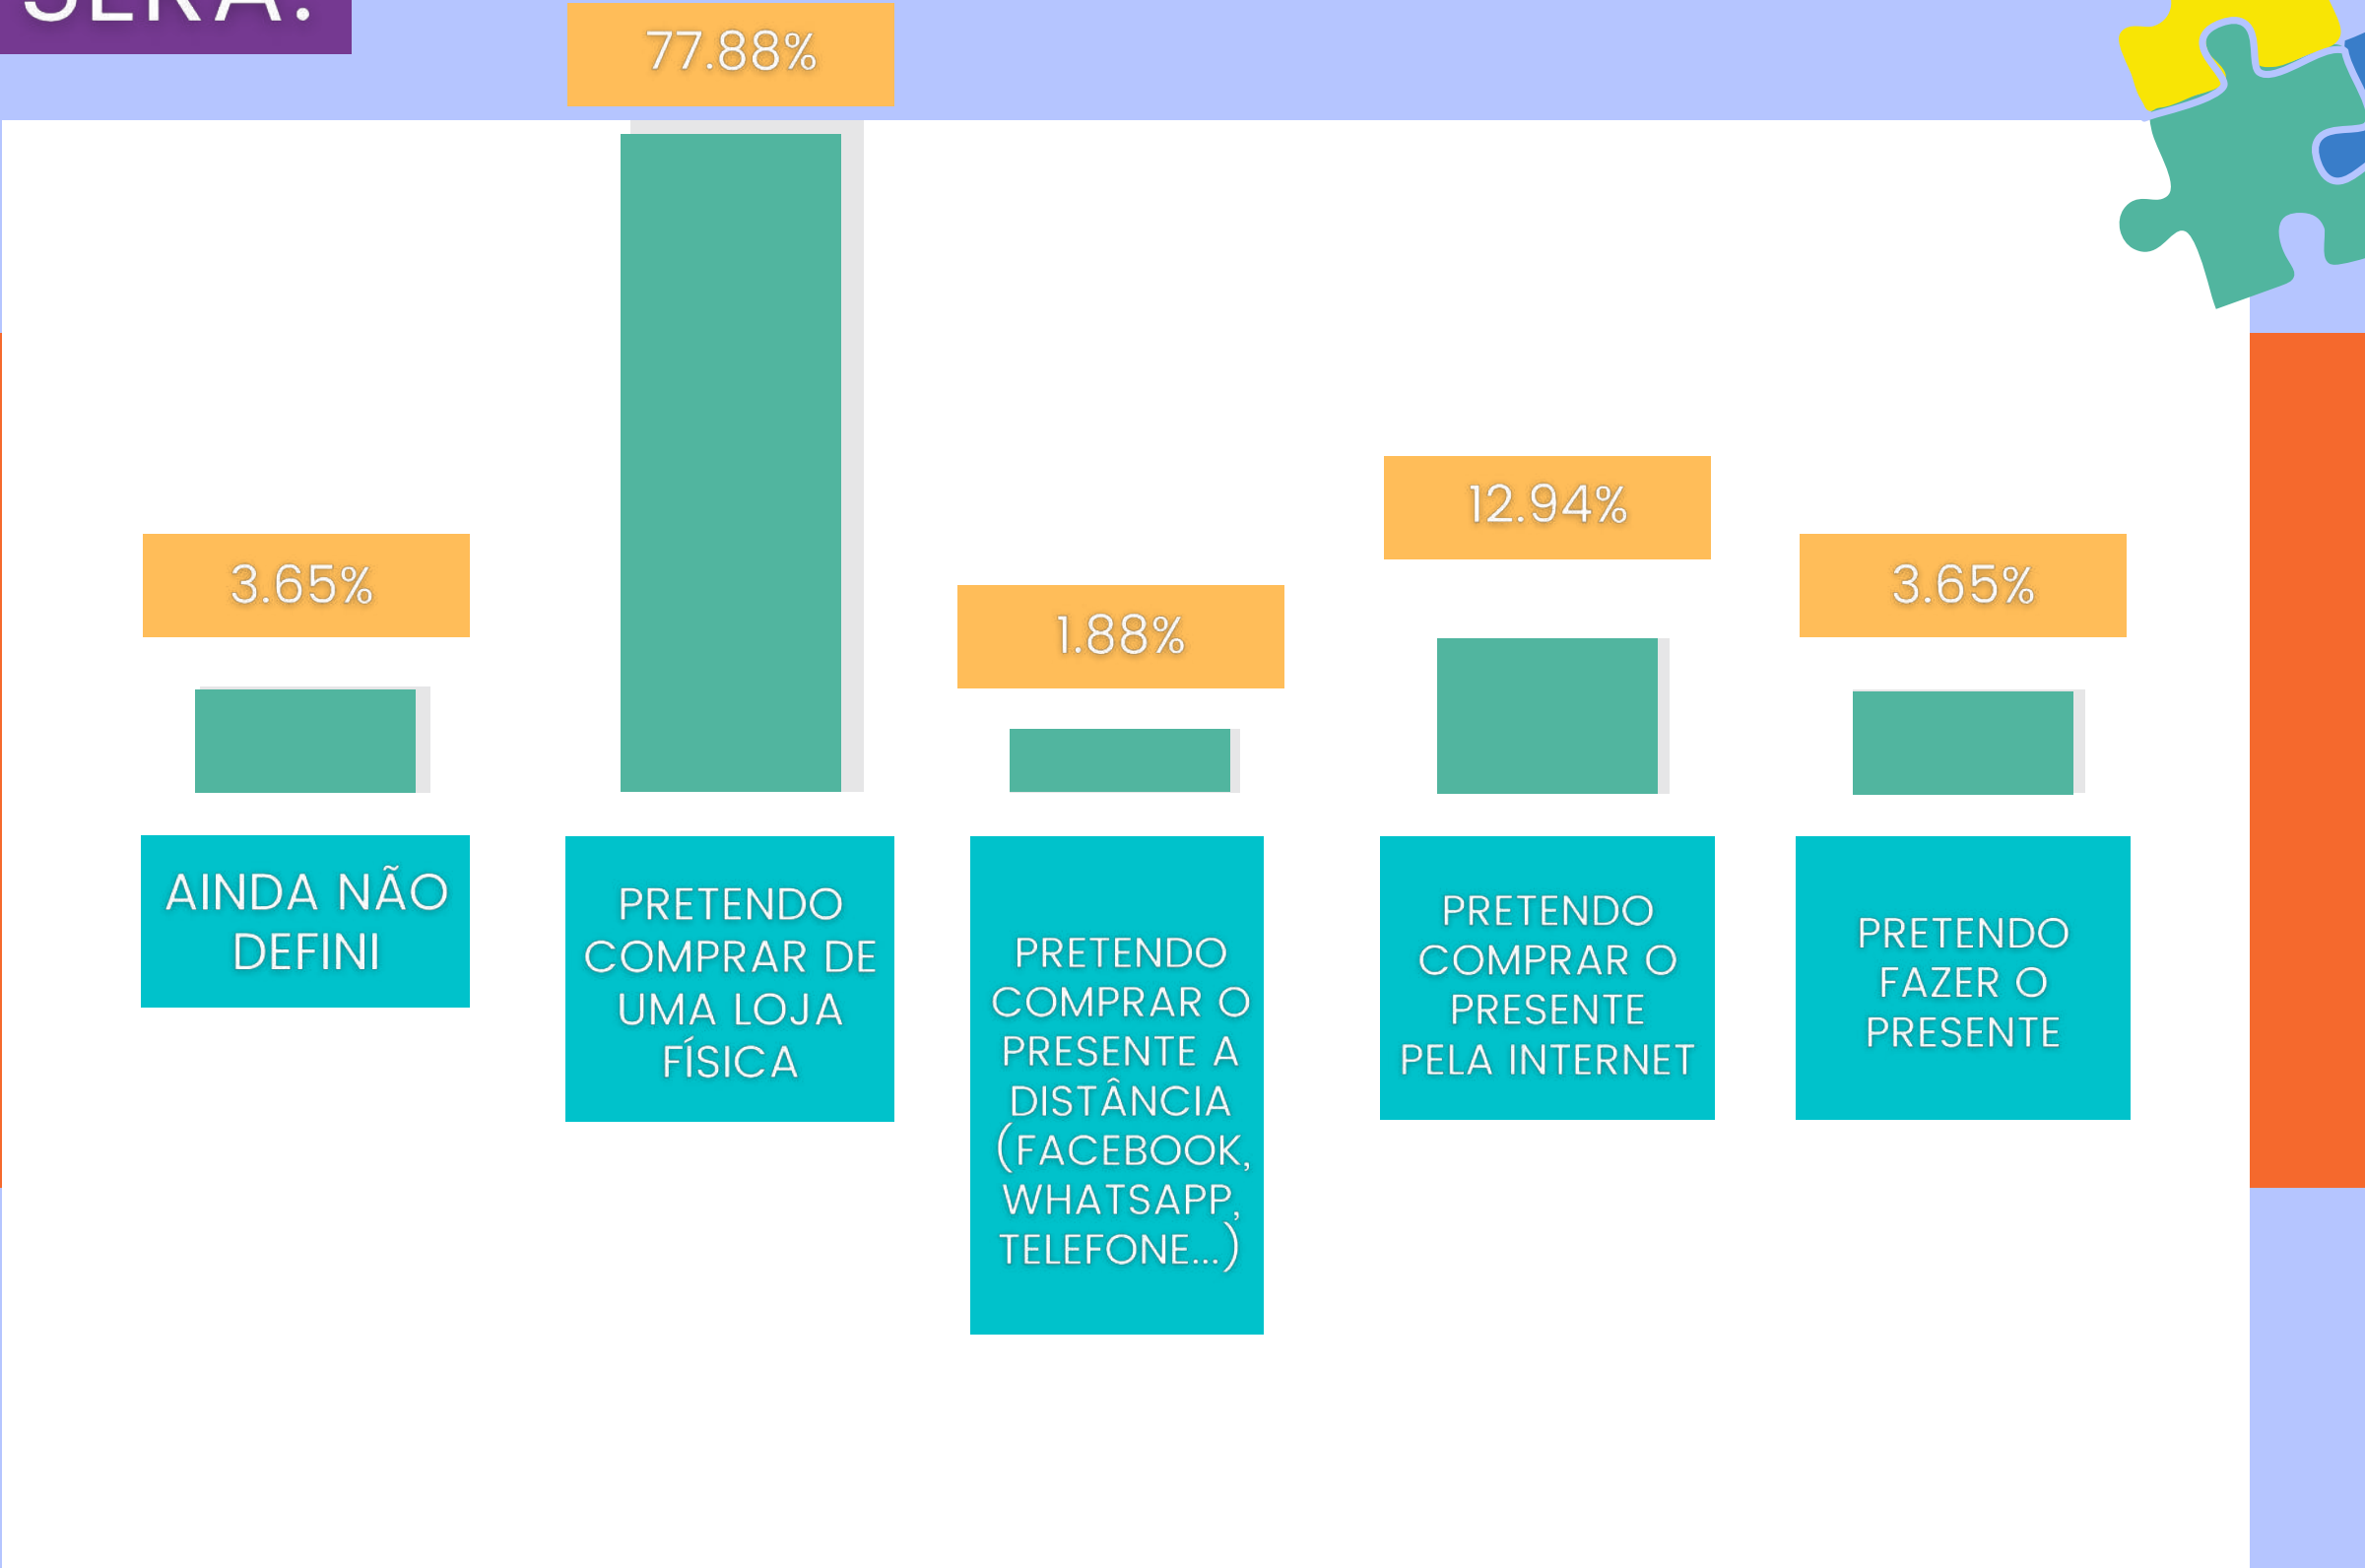 SERÁ:
77.88%
12.94%
3.65%
3.65%
1.88%
AINDA NÃO
DEFINI
PRETENDO
COMPRAR DE
UMA LOJA
FÍSICA
PRETENDO
COMPRAR O
PRESENTE A
DISTÂNCIA
(FACEBOOK,
WHATSAPP,
TELEFONE...)
PRETENDO
COMPRAR O
PRESENTE
PELA INTERNET
PRETENDO
FAZER O
PRESENTE